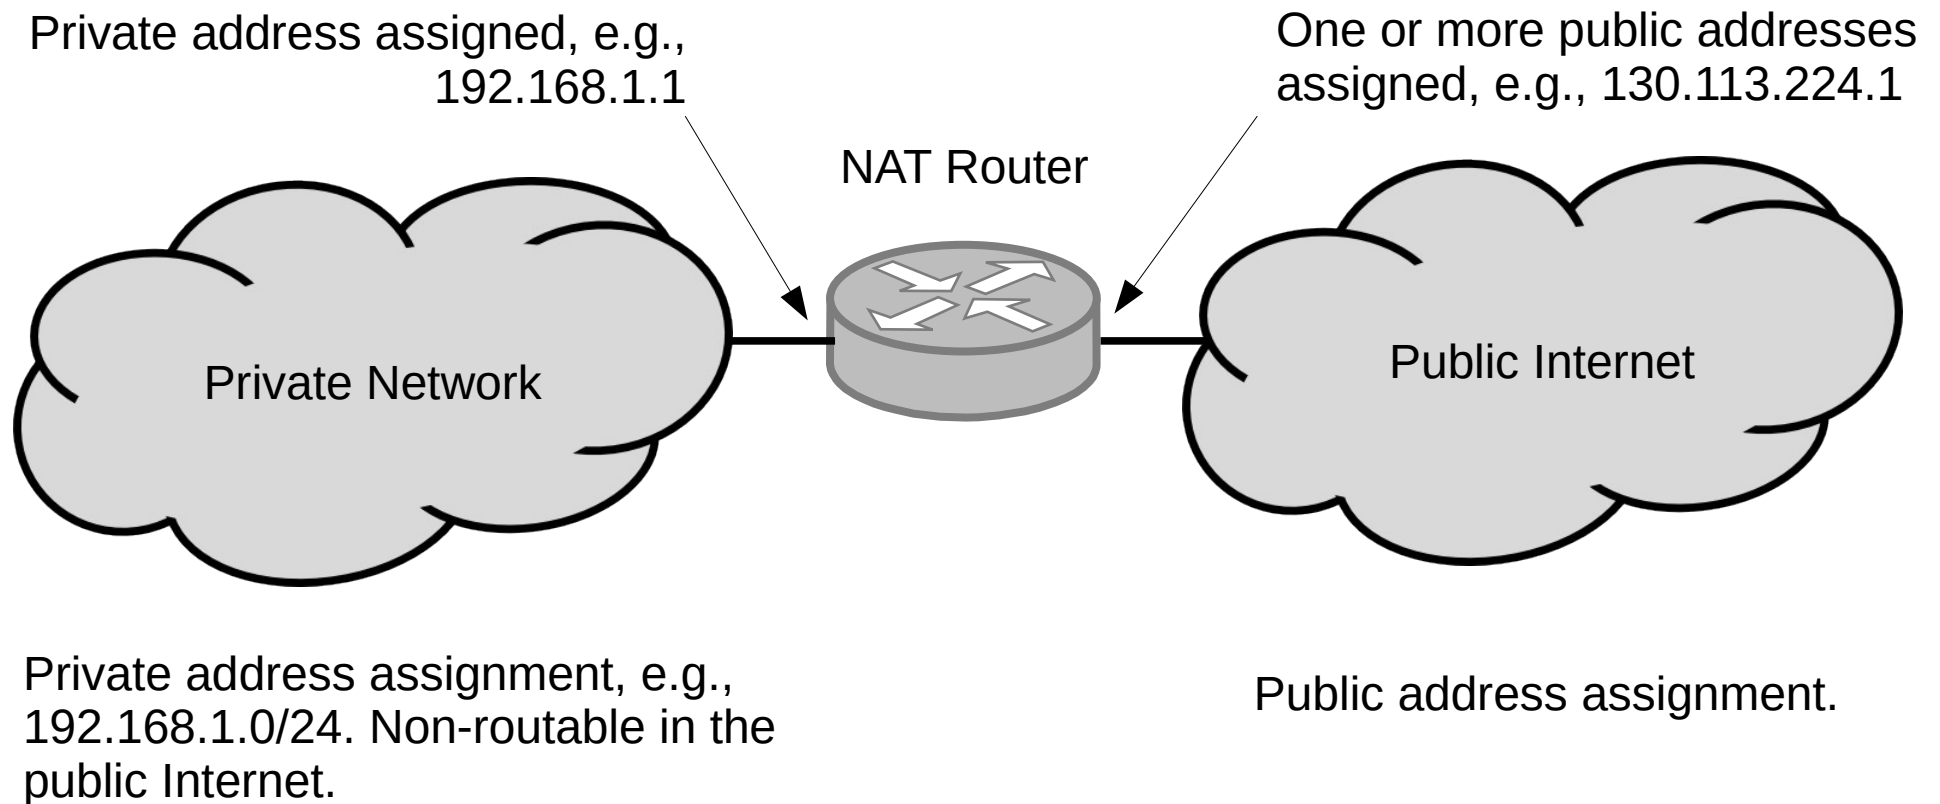 Private address assigned, e.g.,
192.168.1.1
One or more public addresses
assigned, e.g., 130.113.224.1
NAT Router
Private Network
Public Internet
Private address assignment, e.g.,
192.168.1.0/24. Non-routable in the
public Internet.
Public address assignment.